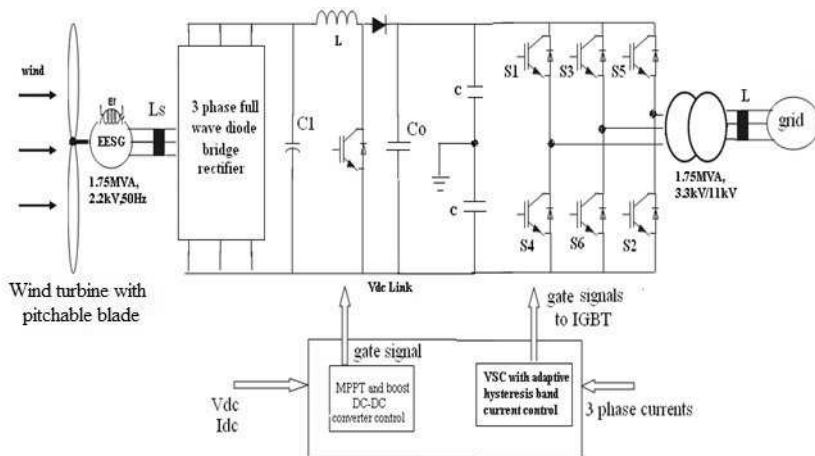 wind
Ef
EESG
1.75MVA,
2.2kV,50Hz
Ls
3 phase full
wave diode
bridge
rectifier
C1
L
Co
c
c
S1
S3
S5
S4
S6
S2
L
grid
1.75MVA,
3.3kV/11kV
Wind turbine with
pitchable blade
Vdc Link
gate signal
gate signals
to IGBT
MPPT and boost
DC-DC
converter control
VSC with adaptive
hysteresis band
current control
Vdc
Idc
3 phase currents